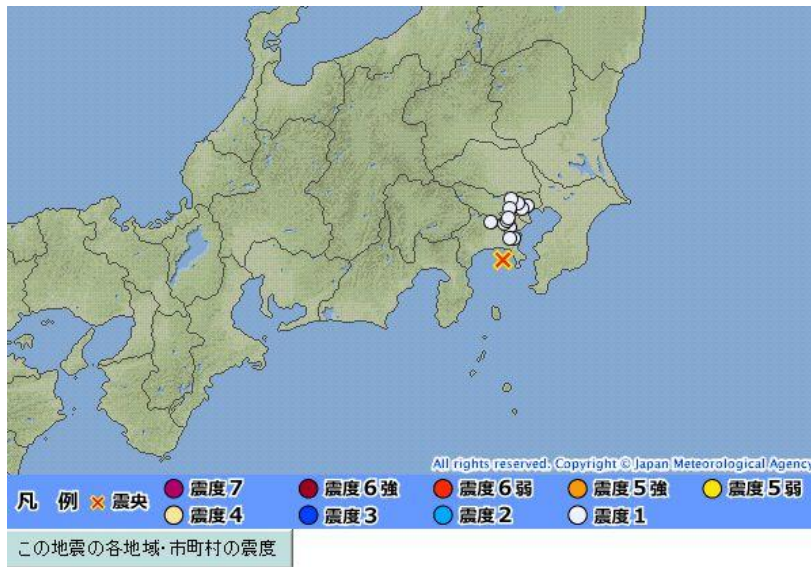 All rights reserved. Copyright © Japan Meteorological Agency
凡 例 × 震央 震度7 震度6強 震度6弱 震度5強 震度5弱
震度4 震度3 震度2 震度1
この地震の各地域・市町村の震度